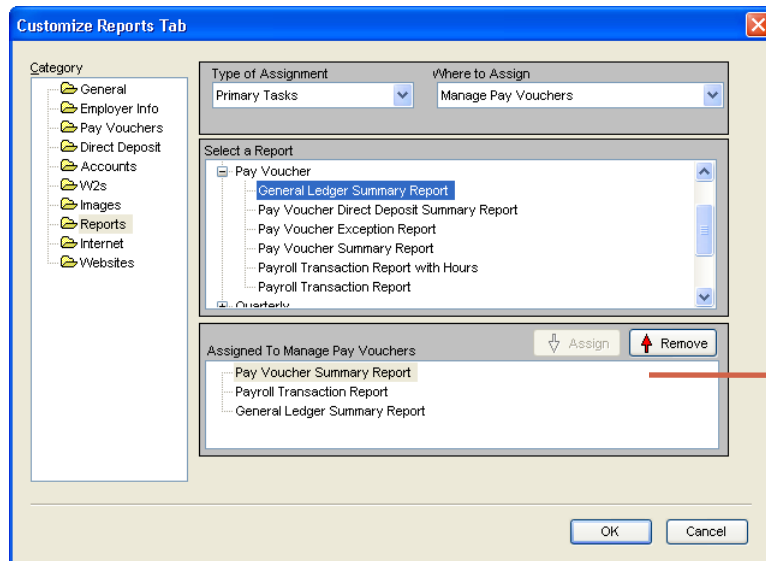 Customize Reports Tab
Category
General
Employer Info
Pay Vouchers
Direct Deposit
Accounts
W2s
Images
Reports
Internet
Websites
Type of Assignment
Where to Assign
Primary Tasks
Manage Pay Vouchers
Select a Report
Pay Voucher
General Ledger Summary Report
Pay Voucher Direct Deposit Summary Report
Pay Voucher Exception Report
Pay Voucher Summary Report
Payroll Transaction Report with Hours
Payroll Transaction Report
Quarterly
Assigned To Manage Pay Vouchers
Assign
Remove
Pay Voucher Summary Report
Payroll Transaction Report
General Ledger Summary Report
OK
Cancel